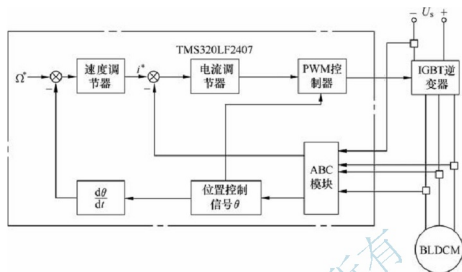 − U_s +
TMS320LF2407
Ω*
−
速度调
节器
i*
−
电流调
节器
PWM控
制器
IGBT逆
变器
dθ
dt
位置控制
信号θ
ABC
模块
BLDCM
所有